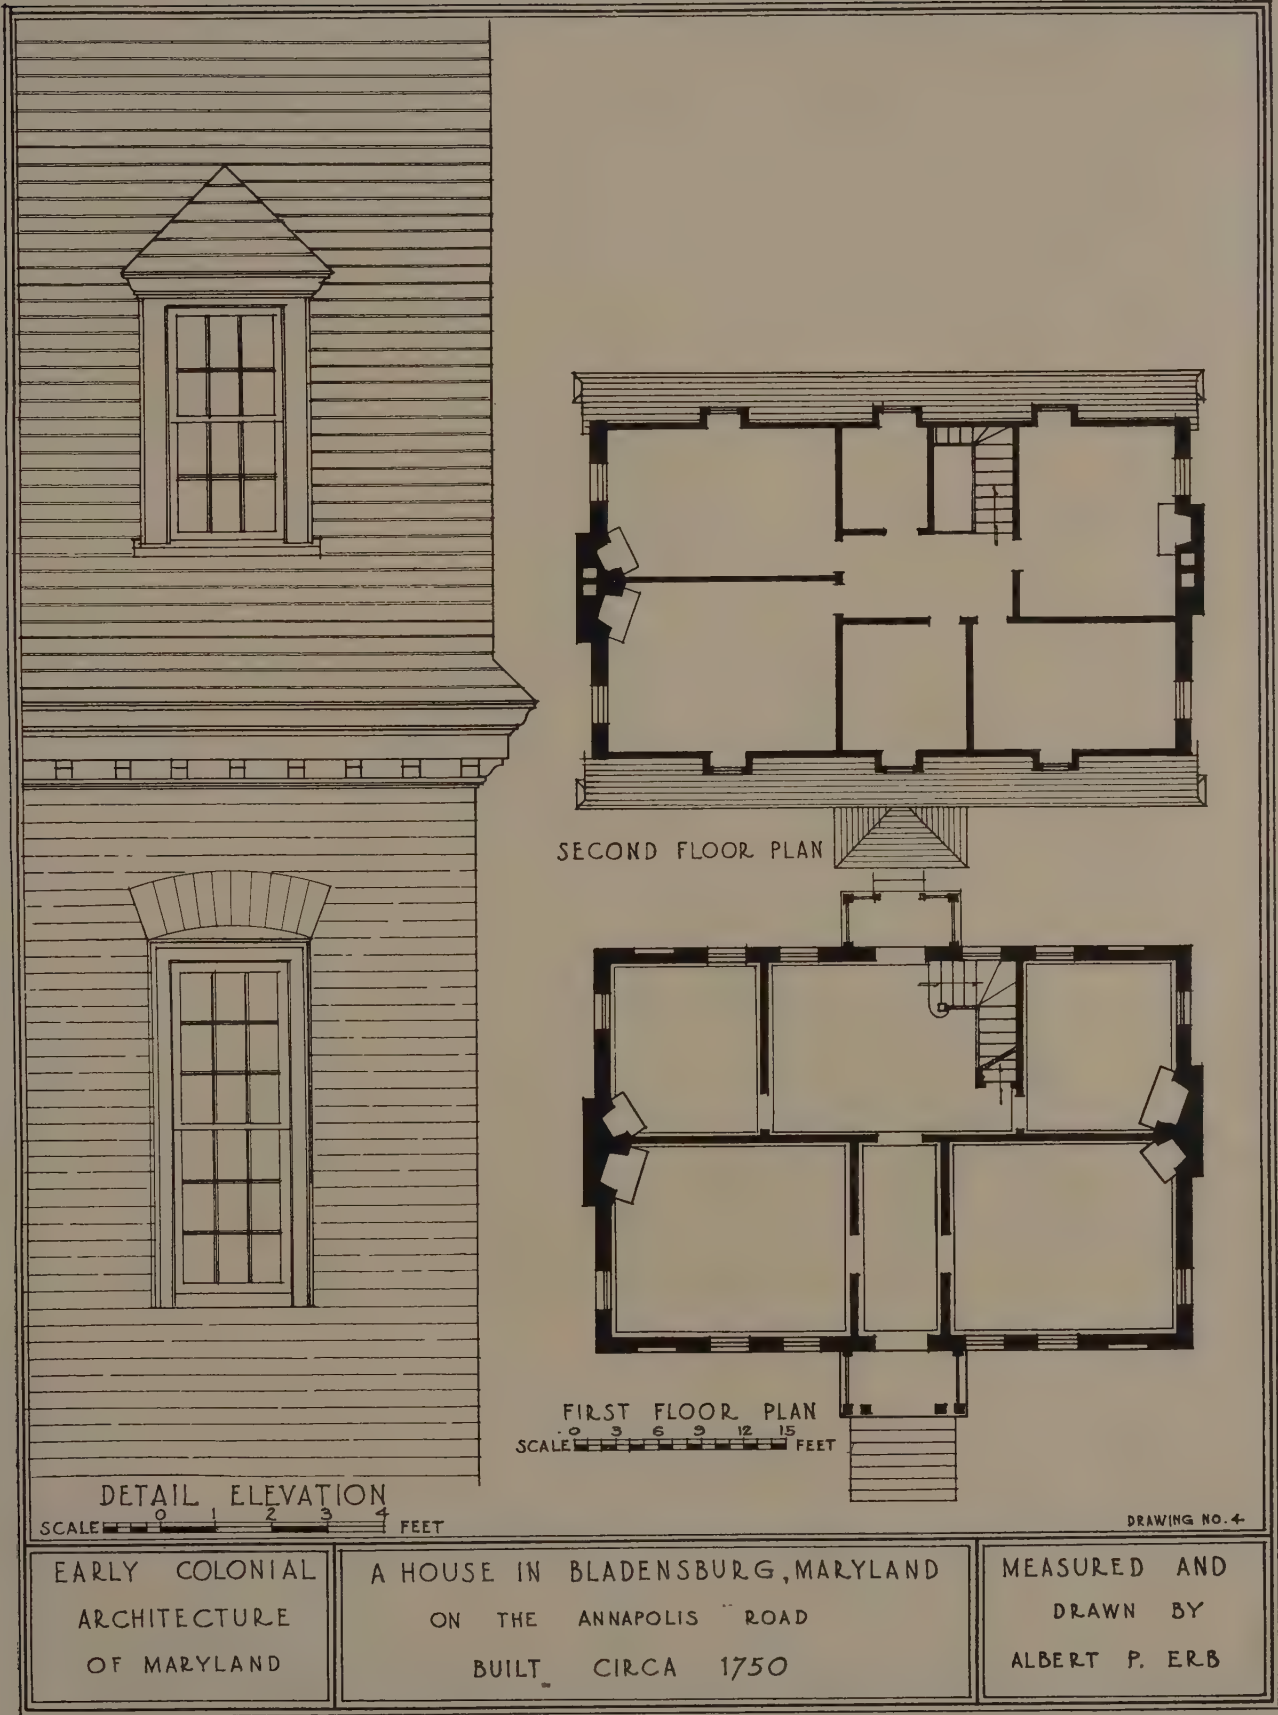 SECOND FLOOR PLAN
FIRST FLOOR PLAN
0 3 6 9 12 15
SCALE FEET
DETAIL ELEVATION
0 1 2 3 4
SCALE FEET
DRAWING NO. 4
EARLY COLONIAL
ARCHITECTURE
OF MARYLAND
A HOUSE IN BLADENSBURG, MARYLAND
ON THE ANNAPOLIS ROAD
BUILT CIRCA 1750
MEASURED AND
DRAWN BY
ALBERT P. ERB